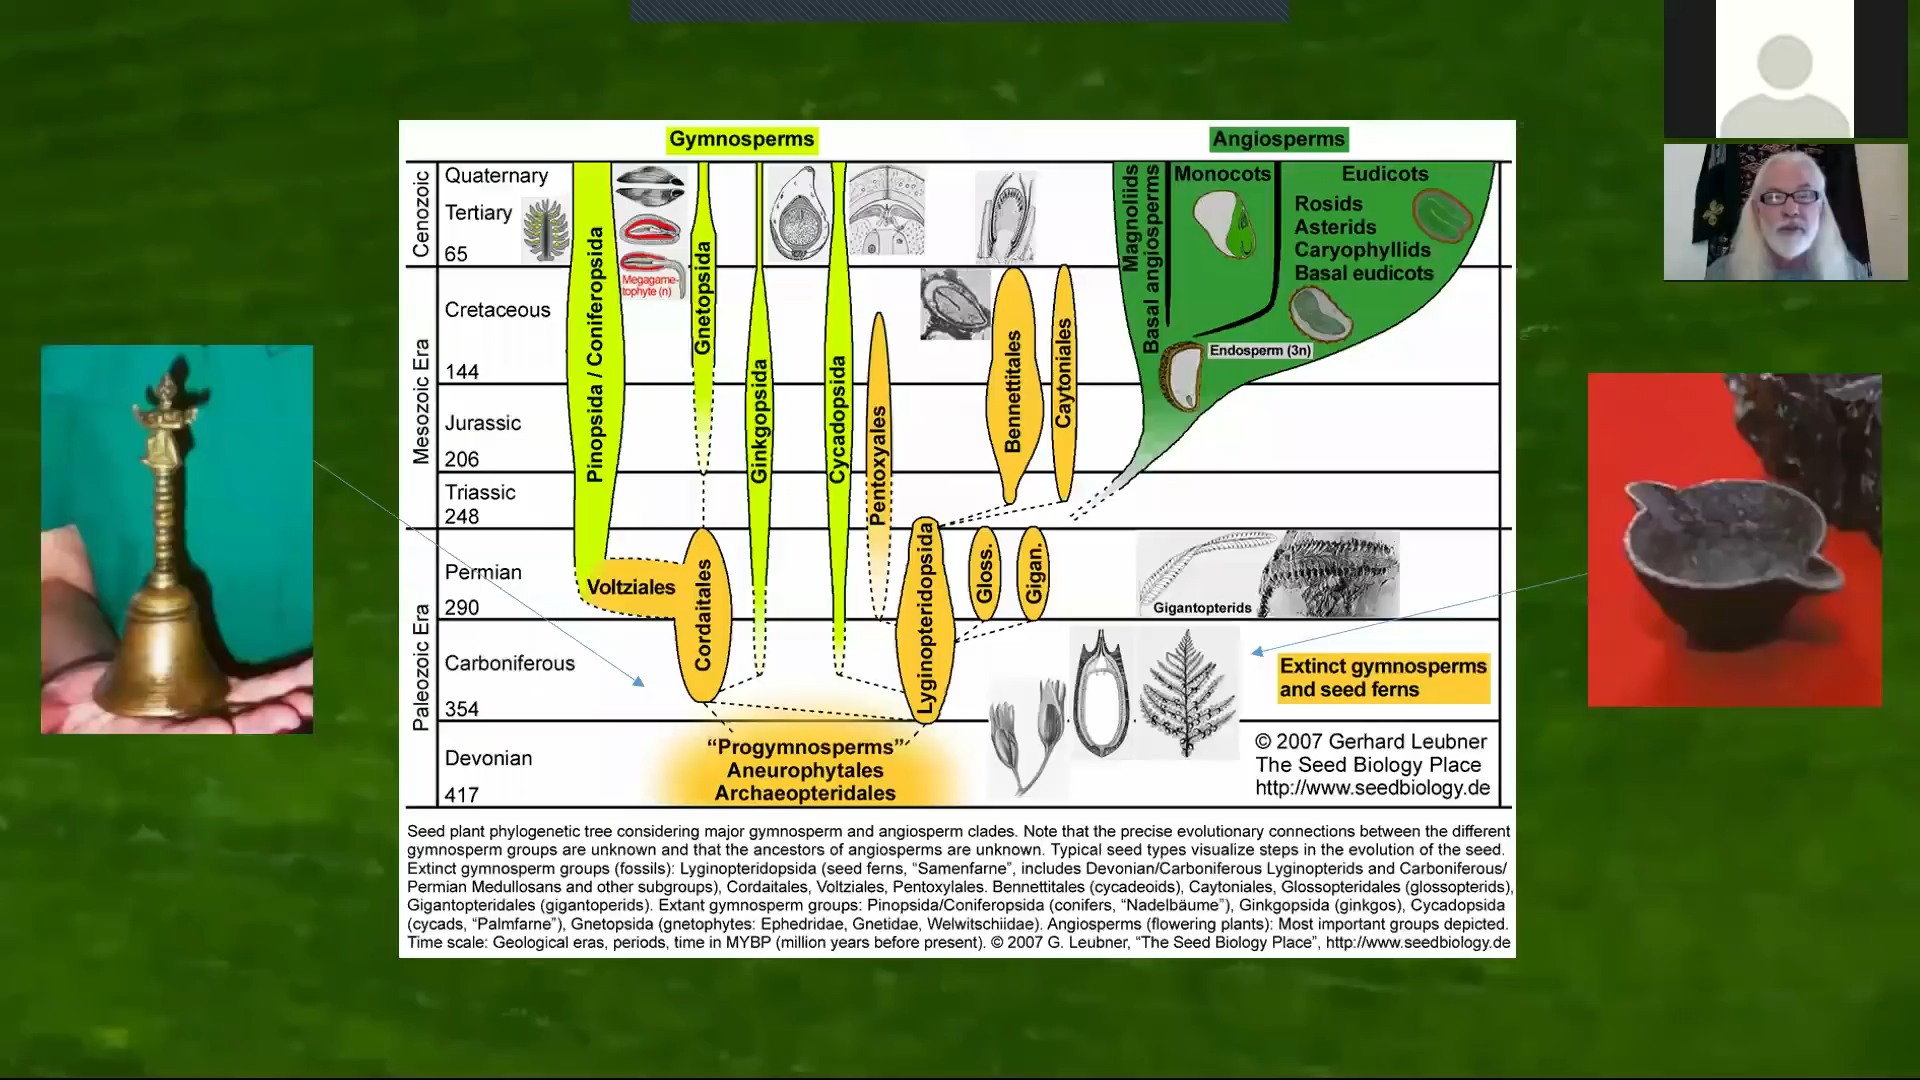 Gymnosperms
Angiosperms
Cenozoic
Mesozoic Era
Paleozoic Era
Quaternary
Tertiary
65
Cretaceous
144
Jurassic
206
Triassic
248
Permian
290
Carboniferous
354
Devonian
417
Pinopsida / Coniferopsida
Megagame-
tophyte (n)
Gnetopsida
Ginkgopsida
Cycadopsida
Pentoxyales
Bennettitales
Caytoniales
Magnoliids
Basal angiosperms
Monocots
Eudicots
Rosids
Asterids
Caryophyllids
Basal eudicots
Endosperm (3n)
Voltziales
Cordaitales
Lyginopteridopsida
Gloss.
Gigan.
Gigantopterids
Extinct gymnosperms
and seed ferns
“Progymnosperms”
Aneurophytales
Archaeopteridales
© 2007 Gerhard Leubner
The Seed Biology Place
http://www.seedbiology.de
Seed plant phylogenetic tree considering major gymnosperm and angiosperm clades. Note that the precise evolutionary connections between the different
gymnosperm groups are unknown and that the ancestors of angiosperms are unknown. Typical seed types visualize steps in the evolution of the seed.
Extinct gymnosperm groups (fossils): Lyginopteridopsida (seed ferns, “Samenfarne”, includes Devonian/Carboniferous Lyginopterids and Carboniferous/
Permian Medullosans and other subgroups), Cordaitales, Voltziales, Pentoxylales. Bennettitales (cycadeoids), Caytoniales, Glossopteridales (glossopterids),
Gigantopteridales (gigantoperids). Extant gymnosperm groups: Pinopsida/Coniferopsida (conifers, “Nadelbäume”), Ginkgopsida (ginkgos), Cycadopsida
(cycads, “Palmfarne”), Gnetopsida (gnetophytes: Ephedridae, Gnetidae, Welwitschiidae). Angiosperms (flowering plants): Most important groups depicted.
Time scale: Geological eras, periods, time in MYBP (million years before present). © 2007 G. Leubner, “The Seed Biology Place”, http://www.seedbiology.de